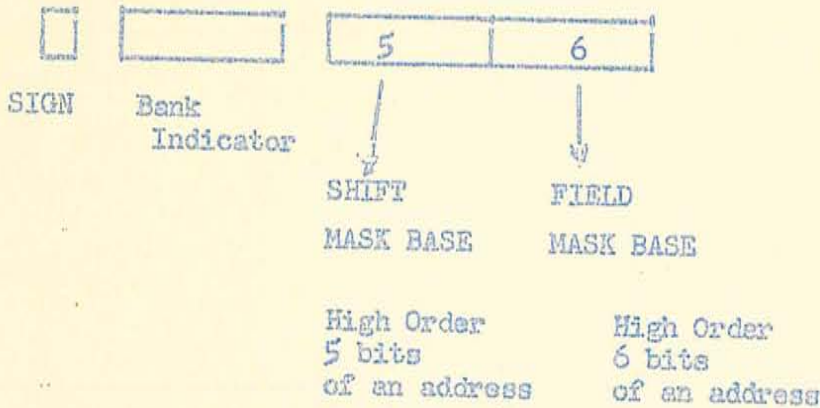 5 6
SIGN Bank
Indicator
SHIFT FIELD
MASK BASE MASK BASE
High Order High Order
5 bits 6 bits
of an address of an address